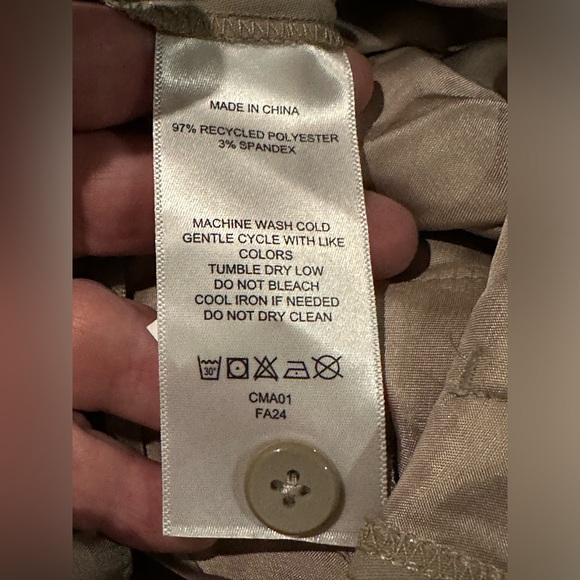 MADE IN CHINA
97% RECYCLED POLYESTER
3% SPANDEX
MACHINE WASH COLD
GENTLE CYCLE WITH LIKE
COLORS
TUMBLE DRY LOW
DO NOT BLEACH
COOL IRON IF NEEDED
DO NOT DRY CLEAN
30°
CMA01
FA24